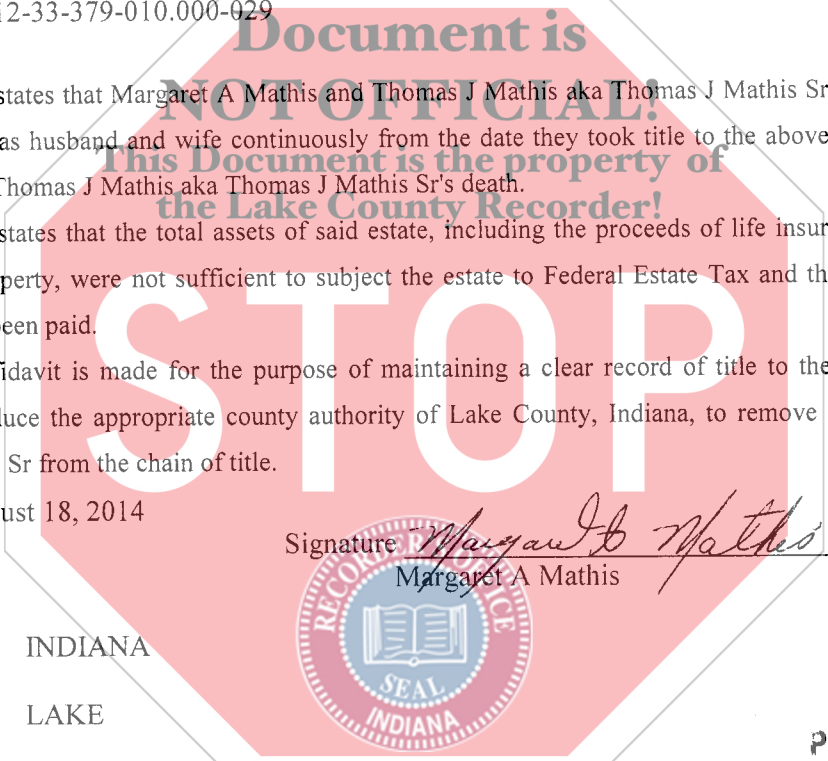 12-33-379-010.000-029
Document is
NOT OFFICIAL!
states that Margaret A Mathis and Thomas J Mathis aka Thomas J Mathis Sr
as husband and wife continuously from the date they took title to the above
This Document is the property of
Thomas J Mathis aka Thomas J Mathis Sr's death.
the Lake County Recorder!
states that the total assets of said estate, including the proceeds of life insur
perty, were not sufficient to subject the estate to Federal Estate Tax and th
een paid.
STOP
idavit is made for the purpose of maintaining a clear record of title to the
luce the appropriate county authority of Lake County, Indiana, to remove
Sr from the chain of title.
ust 18, 2014
Signature Margaret A Mathis
Margaret A Mathis
RECORDER'S OFFICE
SEAL
INDIANA
INDIANA
LAKE
P